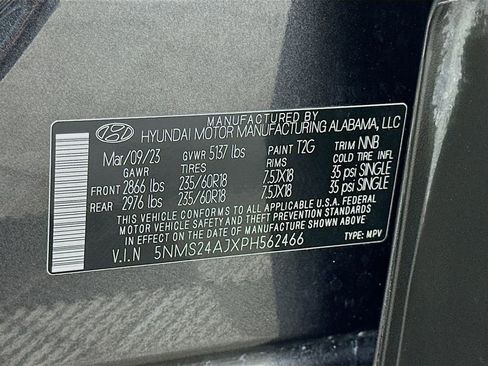 MANUFACTURED BY
HYUNDAI MOTOR MANUFACTURING ALABAMA, LLC
Mar/09/23 GVWR 5137 lbs PAINT T2G TRIM NNB
GAWR TIRES RIMS COLD TIRE INFL
FRONT 2866 lbs 235/60R18 7.5JX18 35 psi SINGLE
REAR 2976 lbs 235/60R18 7.5JX18 35 psi SINGLE
THIS VEHICLE CONFORMS TO ALL APPLICABLE U.S.A. FEDERAL
MOTOR VEHICLE SAFETY, BUMPER, AND THEFT PREVENTION STANDARDS
IN EFFECT ON THE DATE OF MANUFACTURE SHOWN ABOVE.
V.I.N 5NMS24AJXPH562466 TYPE: MPV